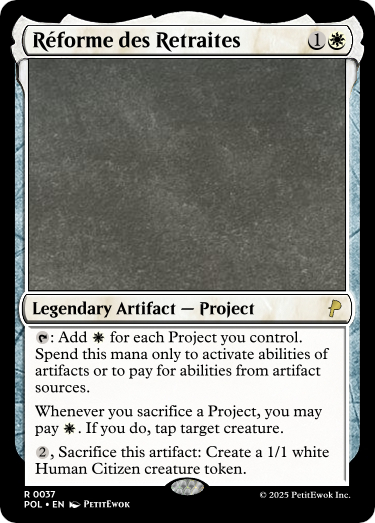 Réforme des Retraites 1
Legendary Artifact — Project
: Add for each Project you control.
Spend this mana only to activate abilities of
artifacts or to pay for abilities from artifact
sources.
Whenever you sacrifice a Project, you may
pay . If you do, tap target creature.
2, Sacrifice this artifact: Create a 1/1 white
Human Citizen creature token.
R 0037
POL • EN PetitEwok
© 2025 PetitEwok Inc.